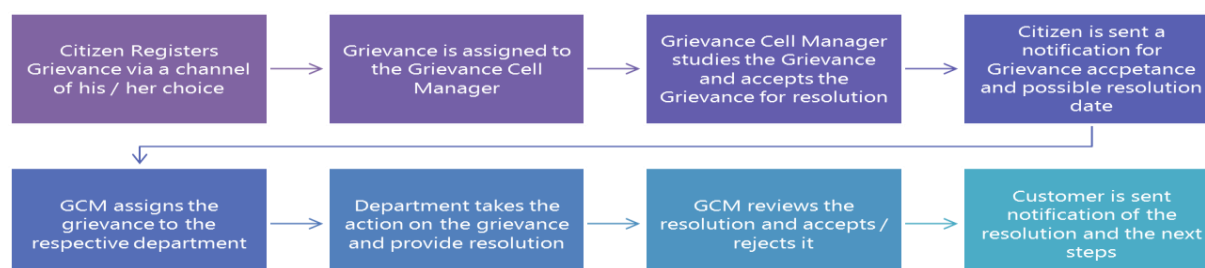 Citizen Registers
Grievance via a channel
of his / her choice
Grievance is assigned to
the Grievance Cell
Manager
Grievance Cell Manager
studies the Grievance
and accepts the
Grievance for resolution
Citizen is sent a
notification for
Grievance accpetance
and possible resolution
date
GCM assigns the
grievance to the
respective department
Department takes the
action on the grievance
and provide resolution
GCM reviews the
resolution and accepts /
rejects it
Customer is sent
notification of the
resolution and the next
steps